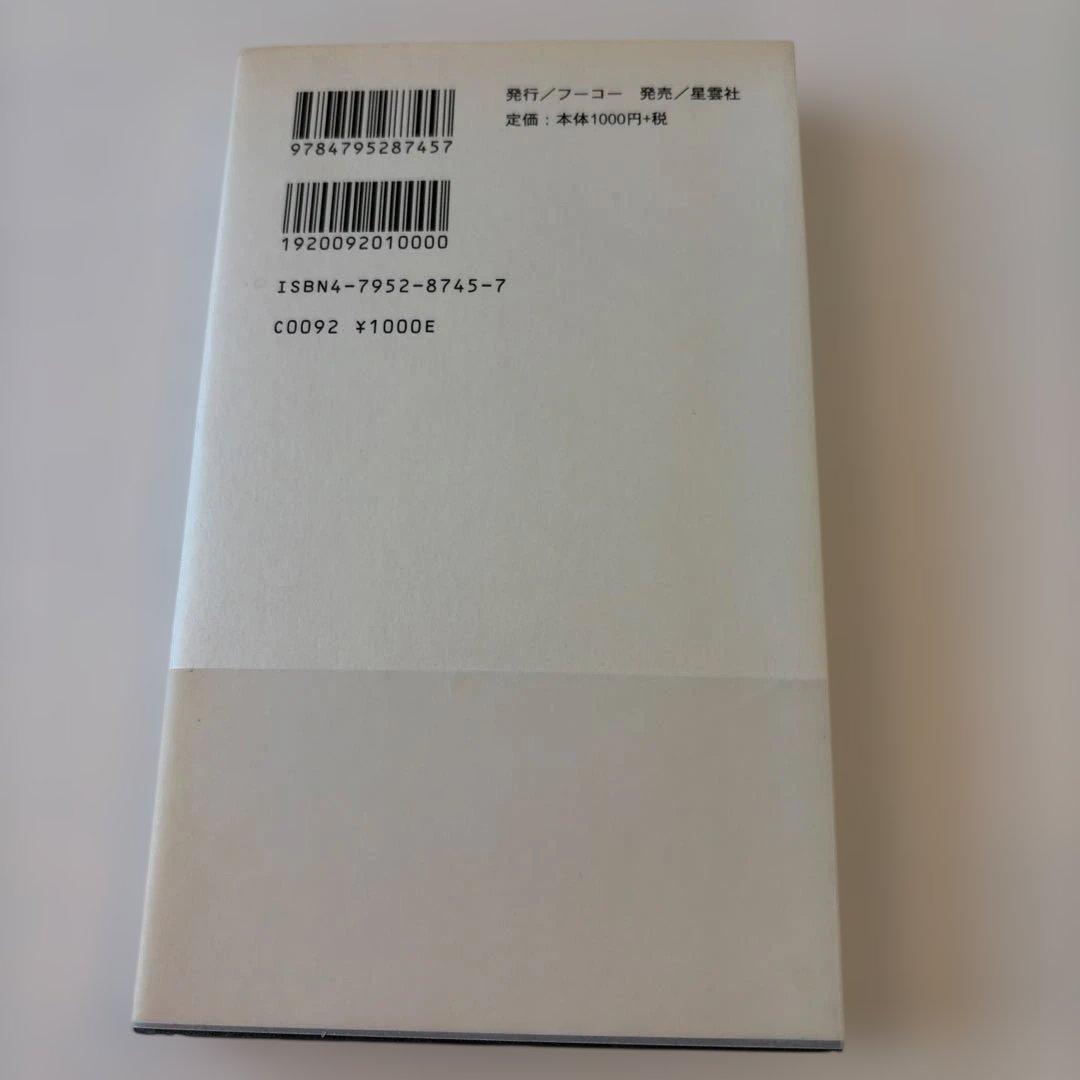 9784795287457
発行／フーコー　発売／星雲社
定価：本体1000円+税
1920092010000
ISBN4-7952-8745-7
C0092 ¥1000E